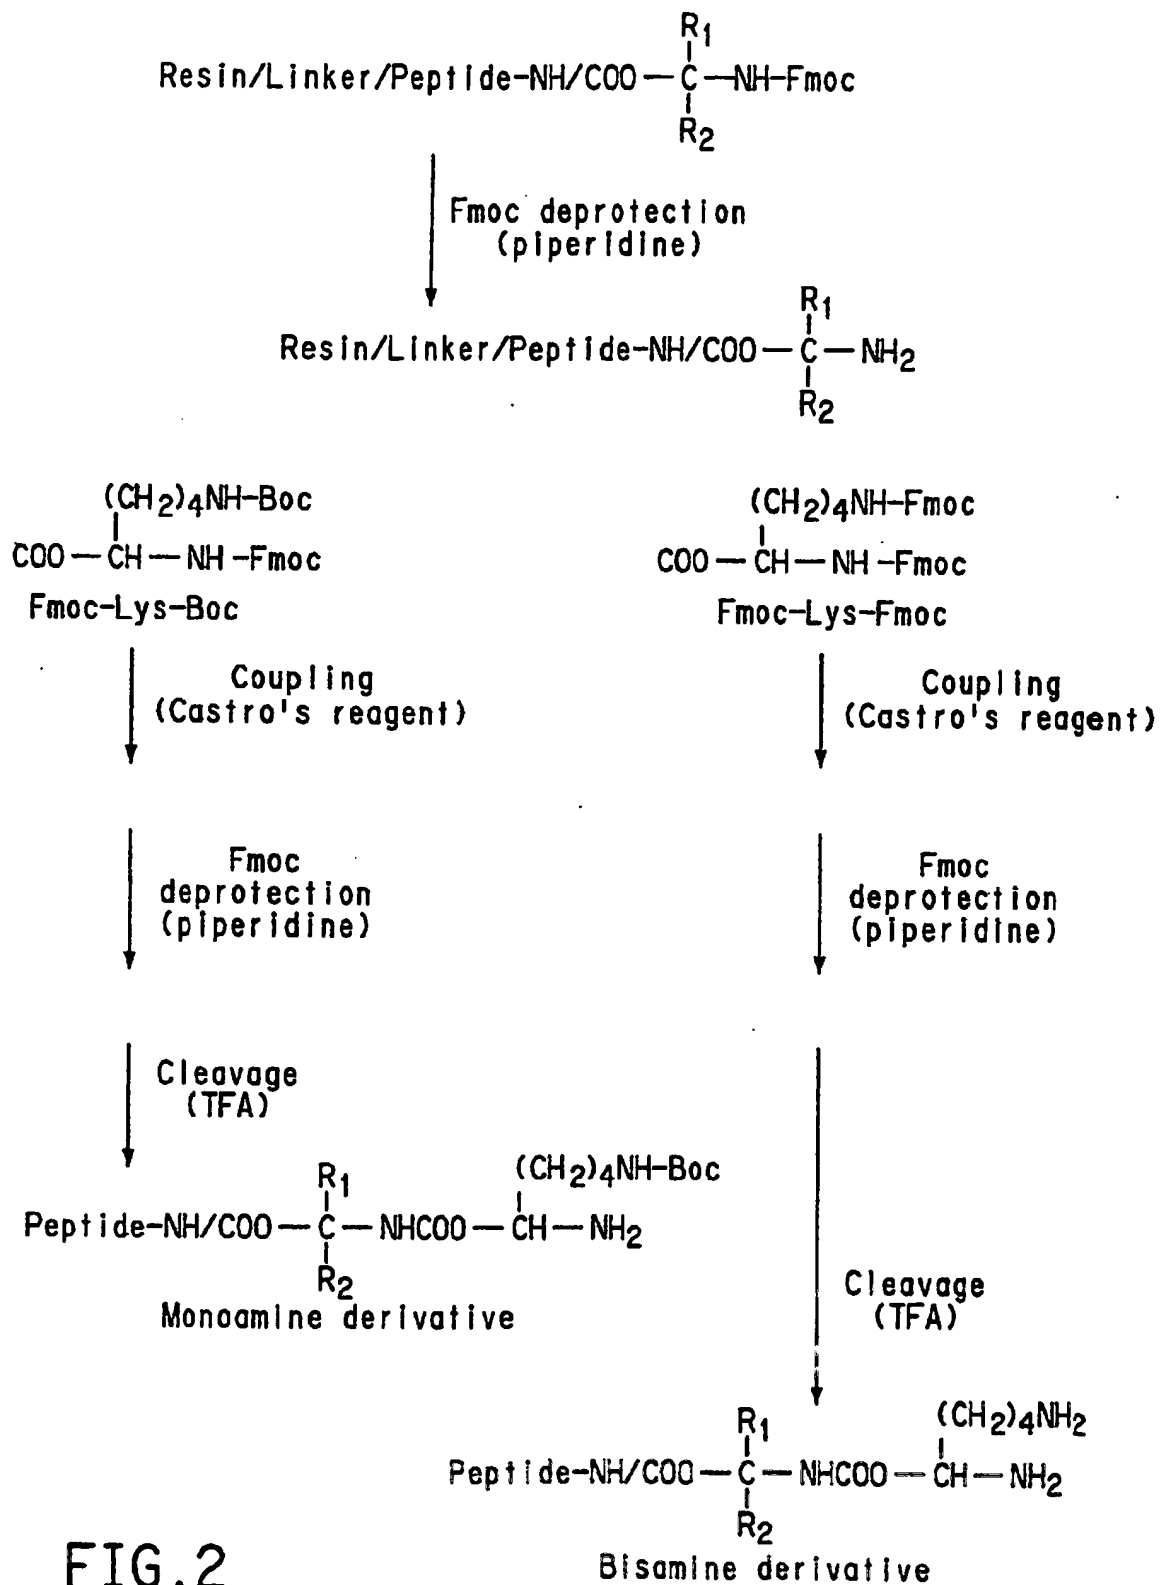 R1
Resin/Linker/Peptide-NH/COO—C—NH-Fmoc
R2
Fmoc deprotection
(piperidine)
R1
Resin/Linker/Peptide-NH/COO—C—NH2
R2
(CH2)4NH-Boc
COO—CH—NH-Fmoc
Fmoc-Lys-Boc
(CH2)4NH-Fmoc
COO—CH—NH-Fmoc
Fmoc-Lys-Fmoc
Coupling
(Castro's reagent)
Coupling
(Castro's reagent)
Fmoc
deprotection
(piperidine)
Fmoc
deprotection
(piperidine)
Cleavage
(TFA)
R1 (CH2)4NH-Boc
Peptide-NH/COO—C—NHCOO—CH—NH2
R2
Monoamine derivative
Cleavage
(TFA)
R1 (CH2)4NH2
Peptide-NH/COO—C—NHCOO—CH—NH2
R2
Bisamine derivative
FIG.2